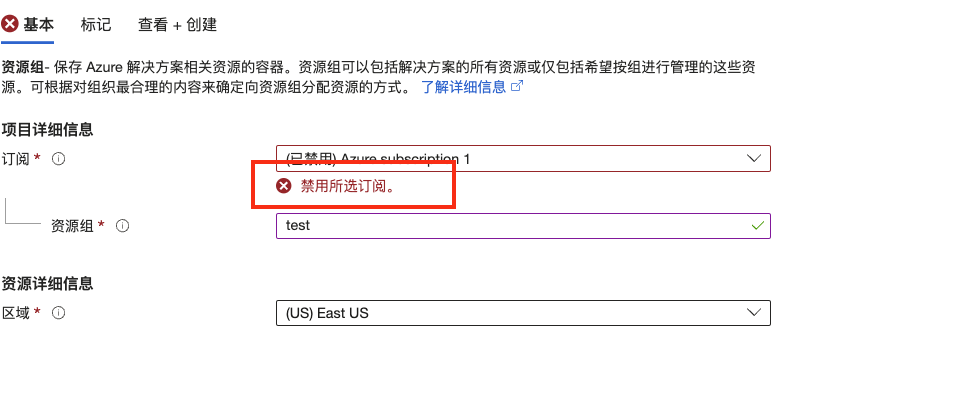 基本 标记 查看 + 创建
资源组- 保存 Azure 解决方案相关资源的容器。资源组可以包括解决方案的所有资源或仅包括希望按组进行管理的这些资
源。可根据对组织最合理的内容来确定向资源组分配资源的方式。 了解详细信息
项目详细信息
订阅 * (已禁用) Azure subscription 1
禁用所选订阅。
资源组 * test
资源详细信息
区域 * (US) East US